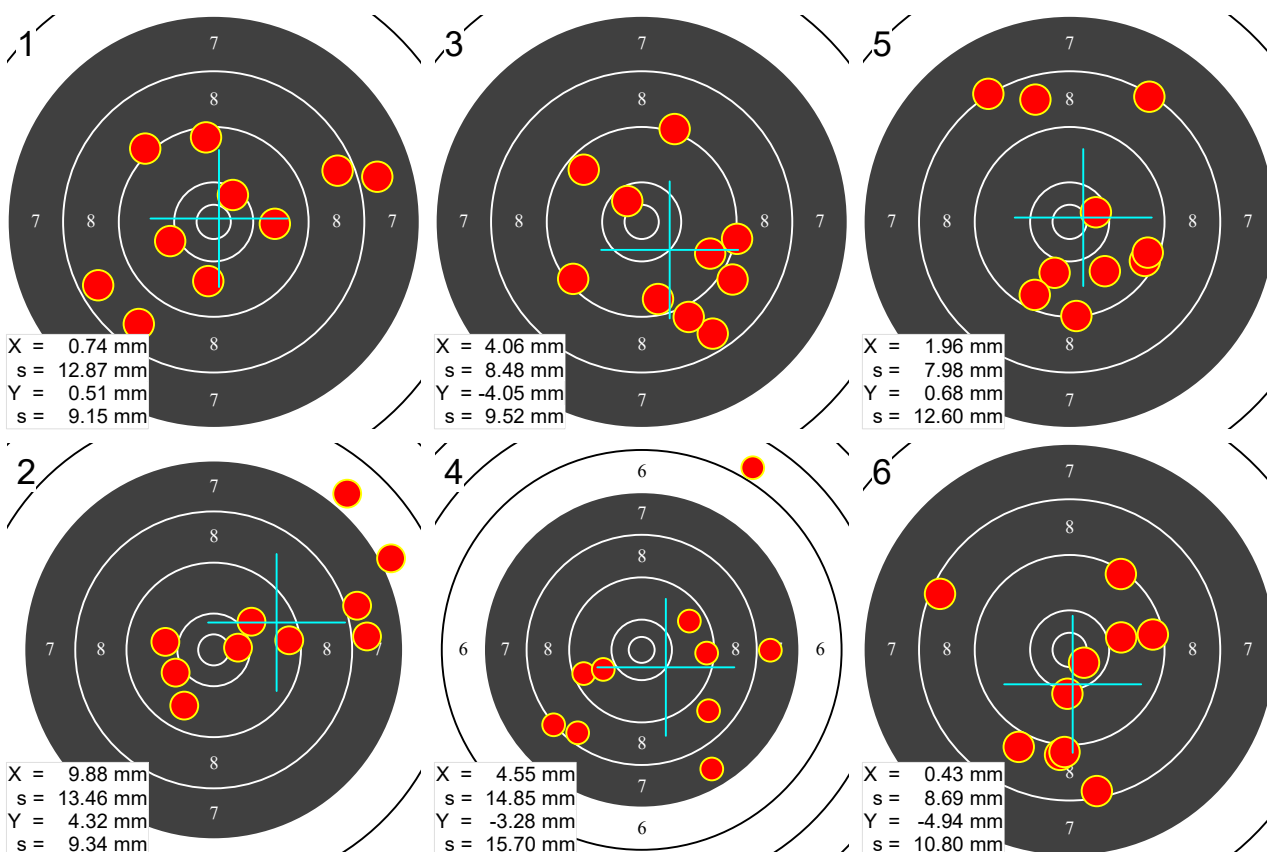 1
7
8
7 8 8 7
8
7
X = 0.74 mm
s = 12.87 mm
Y = 0.51 mm
s = 9.15 mm
3
7
8
7 8 8 7
8
7
X = 4.06 mm
s = 8.48 mm
Y = -4.05 mm
s = 9.52 mm
5
7
8
7 8 8 7
8
7
X = 1.96 mm
s = 7.98 mm
Y = 0.68 mm
s = 12.60 mm
2
7
8
7 8 8 7
8
7
X = 9.88 mm
s = 13.46 mm
Y = 4.32 mm
s = 9.34 mm
4
6
7
8
6 7 8 8 7 6
8
7
6
X = 4.55 mm
s = 14.85 mm
Y = -3.28 mm
s = 15.70 mm
6
7
8
7 8 8 7
8
7
X = 0.43 mm
s = 8.69 mm
Y = -4.94 mm
s = 10.80 mm